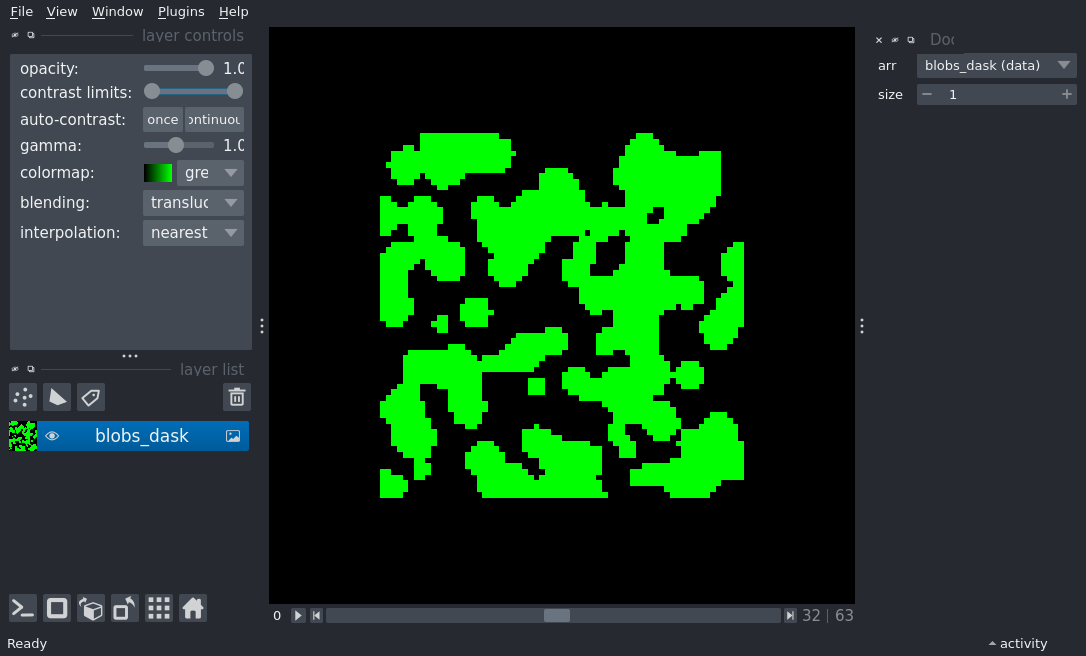 File View Window Plugins Help
layer controls
opacity: 1.0
contrast limits:
auto-contrast: once ontinuou
gamma: 1.0
colormap: gre
blending: transluc
interpolation: nearest
layer list
blobs_dask
Doc
arr blobs_dask (data)
size 1
0 32 | 63
Ready
activity